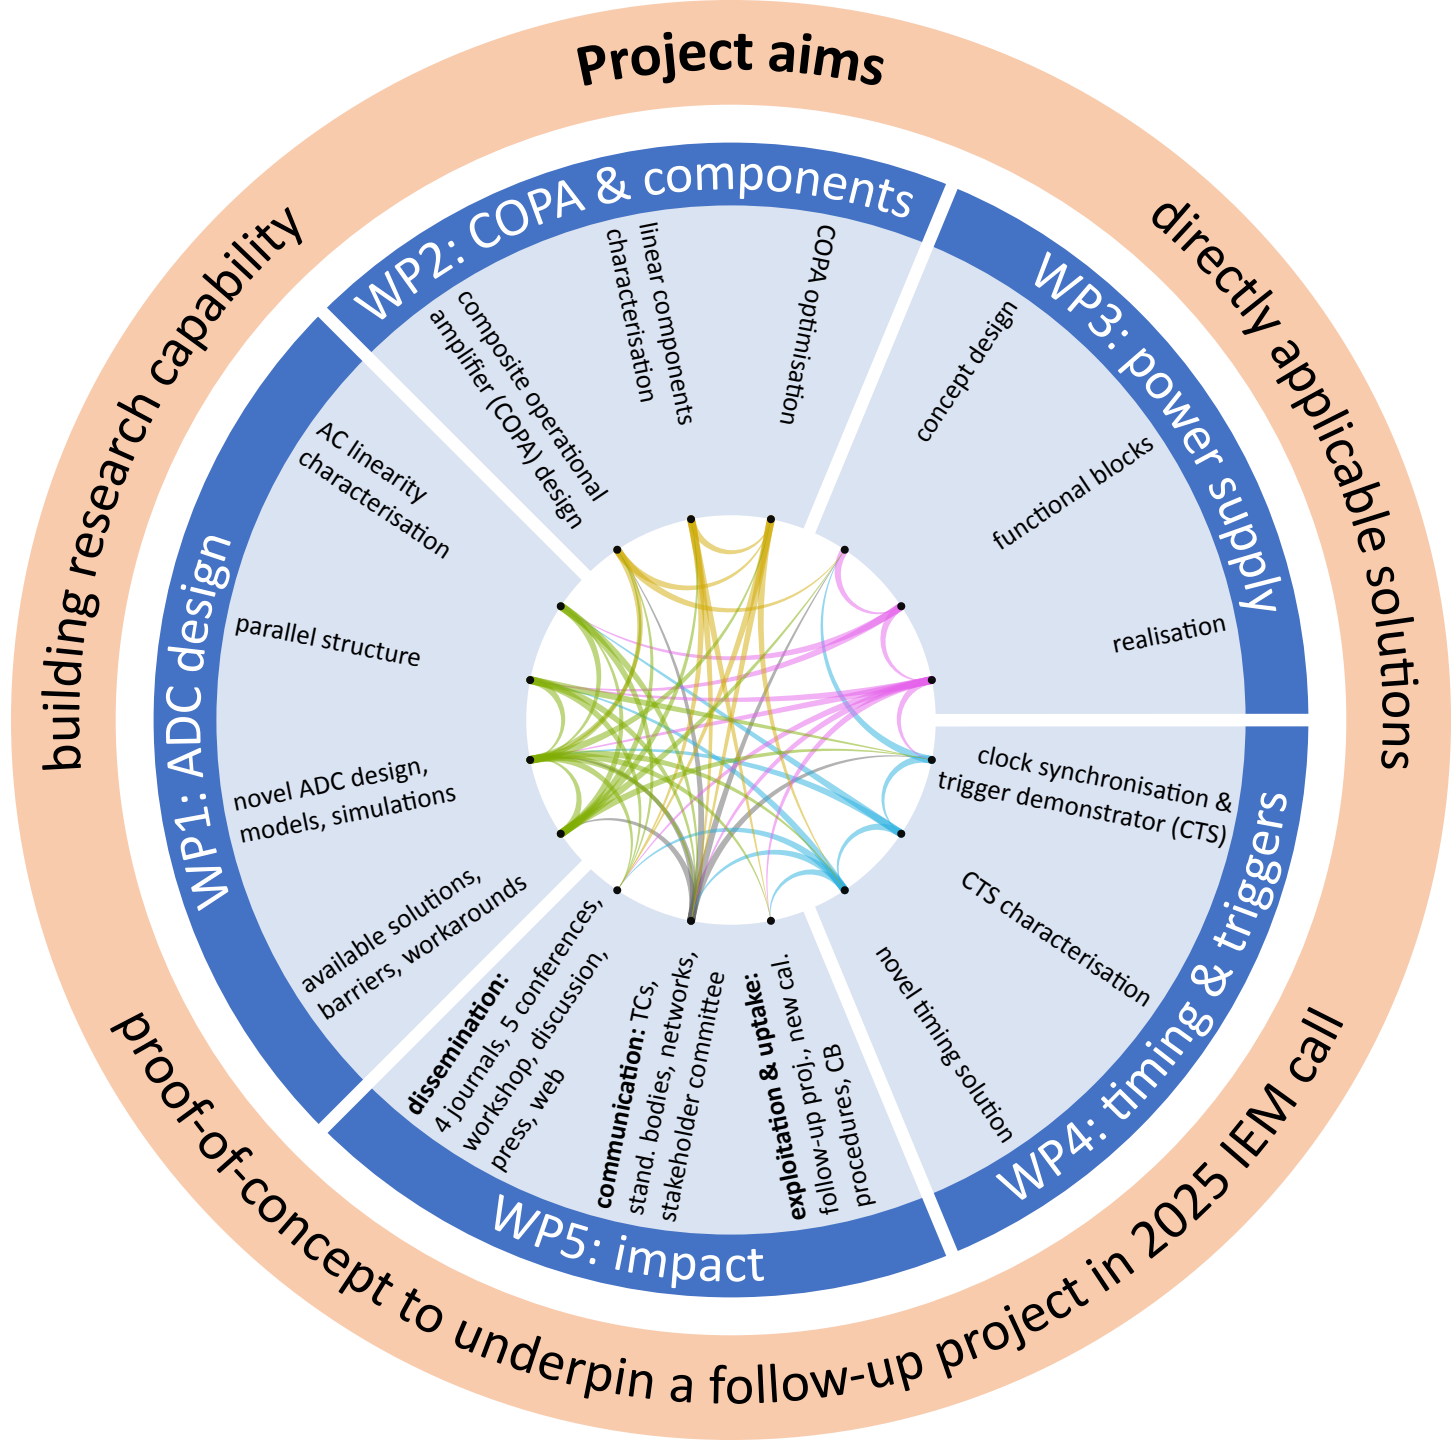 Project aims
building research capability
directly applicable solutions
proof-of-concept to underpin a follow-up project in 2025 IEM call
WP1: ADC design
AC linearity
characterisation
parallel structure
novel ADC design,
models, simulations
available solutions,
barriers, workarounds
WP2: COPA & components
composite operational
amplifier (COPA) design
linear components
characterisation
COPA optimisation
WP3: power supply
concept design
functional blocks
realisation
WP4: timing & triggers
clock synchronisation &
trigger demonstrator (CTS)
CTS characterisation
novel timing solution
WP5: impact
dissemination:
4 journals, 5 conferences,
workshop, discussion,
press, web
communication: TCs,
stand. bodies, networks,
stakeholder committee
exploitation & uptake:
follow-up proj., new cal.
procedures, CB